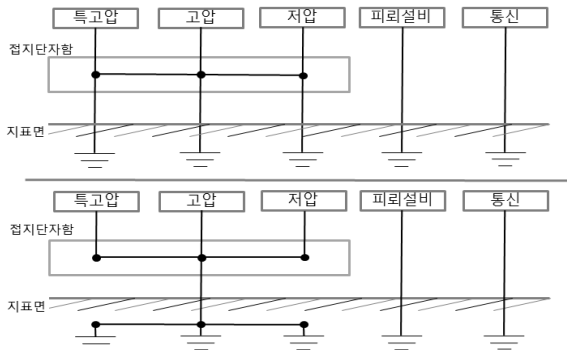 특고압 고압 저압 피뢰설비 통신
접지단자함
지표면
특고압 고압 저압 피뢰설비 통신
접지단자함
지표면